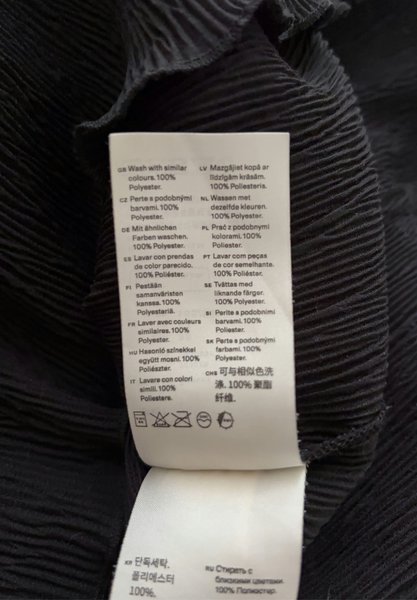 GB Wash with similar
colours. 100%
Polyester.
CZ Perte s podobnými
barvami. 100%
Polyester.
DE Mit ähnlichen
Farben waschen.
100% Polyester.
ES Lavar con prendas
de color parecido.
100% Poliéster.
FI Pestään
samanväristen
kanssa. 100%
Polyesteriä.
FR Laver avec couleurs
similaires. 100%
Polyester.
HU Hasonló színekkel
együtt mosni. 100%
Poliészter.
IT Lavare con colori
simili. 100%
Poliestere.
LV Mazgājiet kopā ar
līdzīgām krāsām.
100% Poliesteris.
NL Wassen met
dezelfde kleuren.
100% Polyester.
PL Prać z podobnymi
kolorami. 100%
Poliester.
PT Lavar com peças
de cor semelhante.
100% Poliéster.
SE Tvättas med
liknande färger.
100% Polyester.
SI Perite s podobnimi
barvami. 100%
Poliester.
SK Perte s podobnými
farbami. 100%
Polyester.
CHS 可与相似色洗
涤. 100% 聚酯
纤维.
KR 단독세탁.
폴리에스터
100%.
RU Стирать с
близкими цветами.
100% Полиэстер.